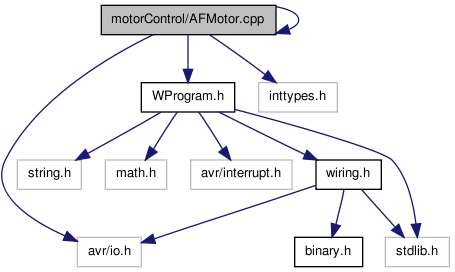 motorControl/AFMotor.cpp
WProgram.h
inttypes.h
string.h
math.h
avr/interrupt.h
wiring.h
avr/io.h
binary.h
stdlib.h